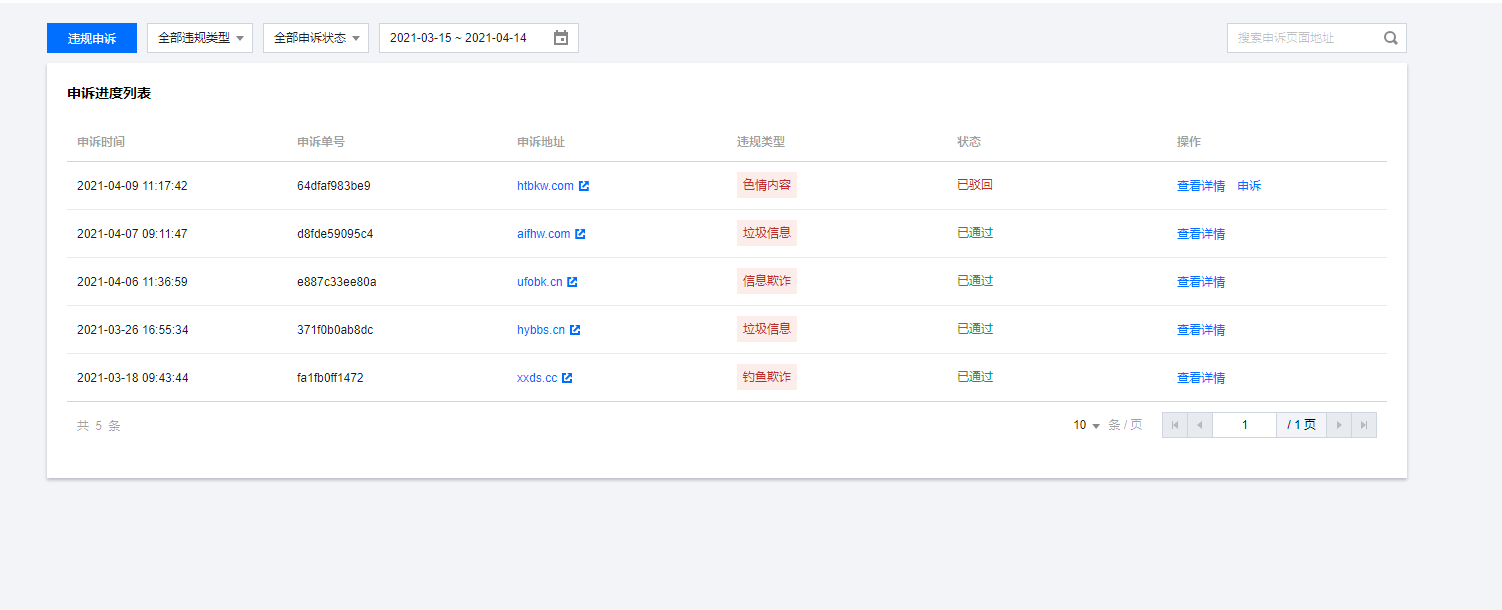 违规申诉 全部违规类型 全部申诉状态 2021-03-15 ~ 2021-04-14 搜索申诉页面地址
申诉进度列表
申诉时间 申诉单号 申诉地址 违规类型 状态 操作
2021-04-09 11:17:42 64dfaf983be9 htbkw.com 色情内容 已驳回 查看详情 申诉
2021-04-07 09:11:47 d8fde59095c4 aifhw.com 垃圾信息 已通过 查看详情
2021-04-06 11:36:59 e887c33ee80a ufobk.cn 信息欺诈 已通过 查看详情
2021-03-26 16:55:34 371f0b0ab8dc hybbs.cn 垃圾信息 已通过 查看详情
2021-03-18 09:43:44 fa1fb0ff1472 xxds.cc 钓鱼欺诈 已通过 查看详情
共 5 条 10 条 / 页 1 / 1 页